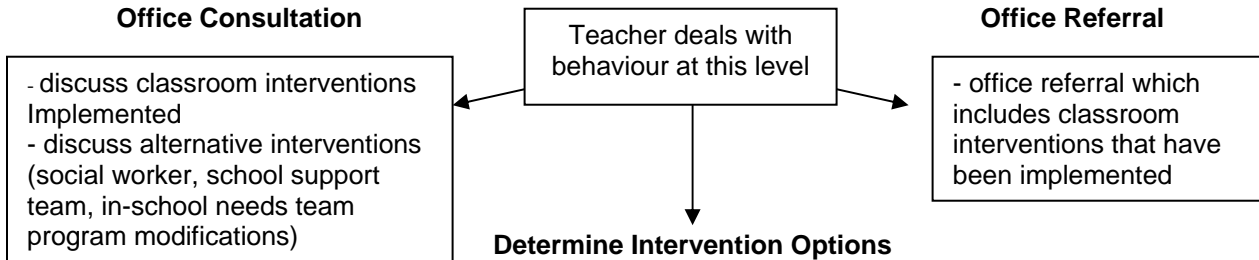 Office Consultation
- discuss classroom interventions
Implemented
- discuss alternative interventions
(social worker, school support
team, in-school needs team
program modifications)
Teacher deals with
behaviour at this level
Office Referral
- office referral which
includes classroom
interventions that have
been implemented
Determine Intervention Options